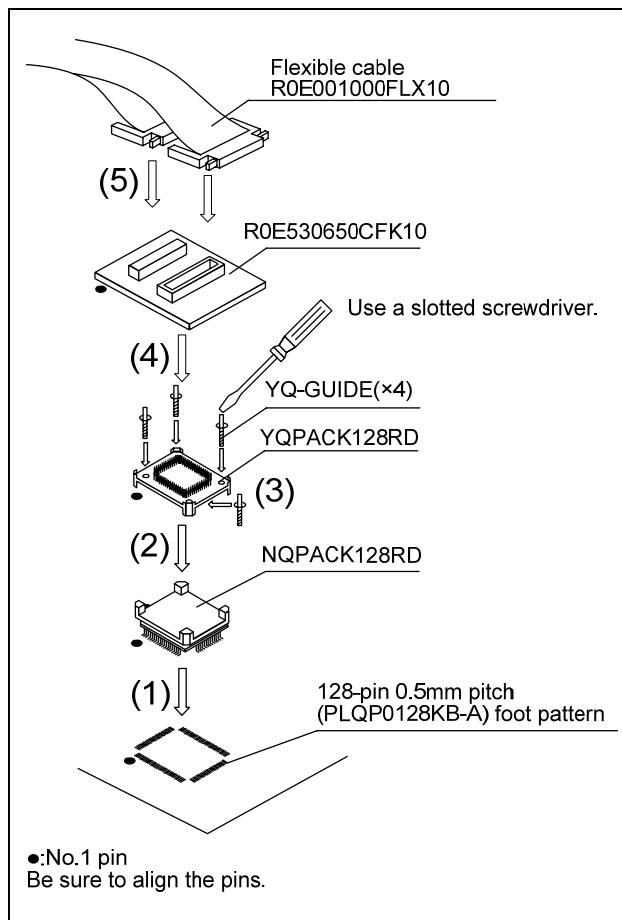 Flexible cable
R0E001000FLX10
(5)
R0E530650CFK10
Use a slotted screwdriver.
(4)
YQ-GUIDE(×4)
YQPACK128RD
(3)
(2)
NQPACK128RD
(1)
128-pin 0.5mm pitch
(PLQP0128KB-A) foot pattern
●:No.1 pin
Be sure to align the pins.